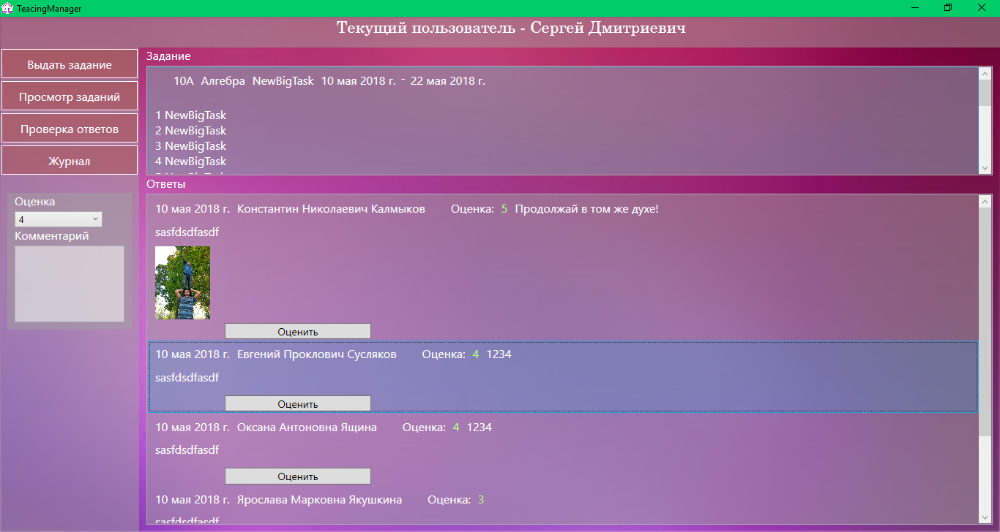 TeacingManager
Текущий пользователь - Сергей Дмитриевич
Выдать задание
Просмотр заданий
Проверка ответов
Журнал
Оценка
4
Комментарий
Задание
10А Алгебра NewBigTask 10 мая 2018 г. - 22 мая 2018 г.
1 NewBigTask
2 NewBigTask
3 NewBigTask
4 NewBigTask
Ответы
10 мая 2018 г. Константин Николаевич Калмыков Оценка: 5 Продолжай в том же духе!
sasfdsdfasdf
Оценить
10 мая 2018 г. Евгений Проклович Сусляков Оценка: 4 1234
sasfdsdfasdf
Оценить
10 мая 2018 г. Оксана Антоновна Ящина Оценка: 4 1234
sasfdsdfasdf
Оценить
10 мая 2018 г. Ярослава Марковна Якушкина Оценка: 3
sasfdsdfasdf